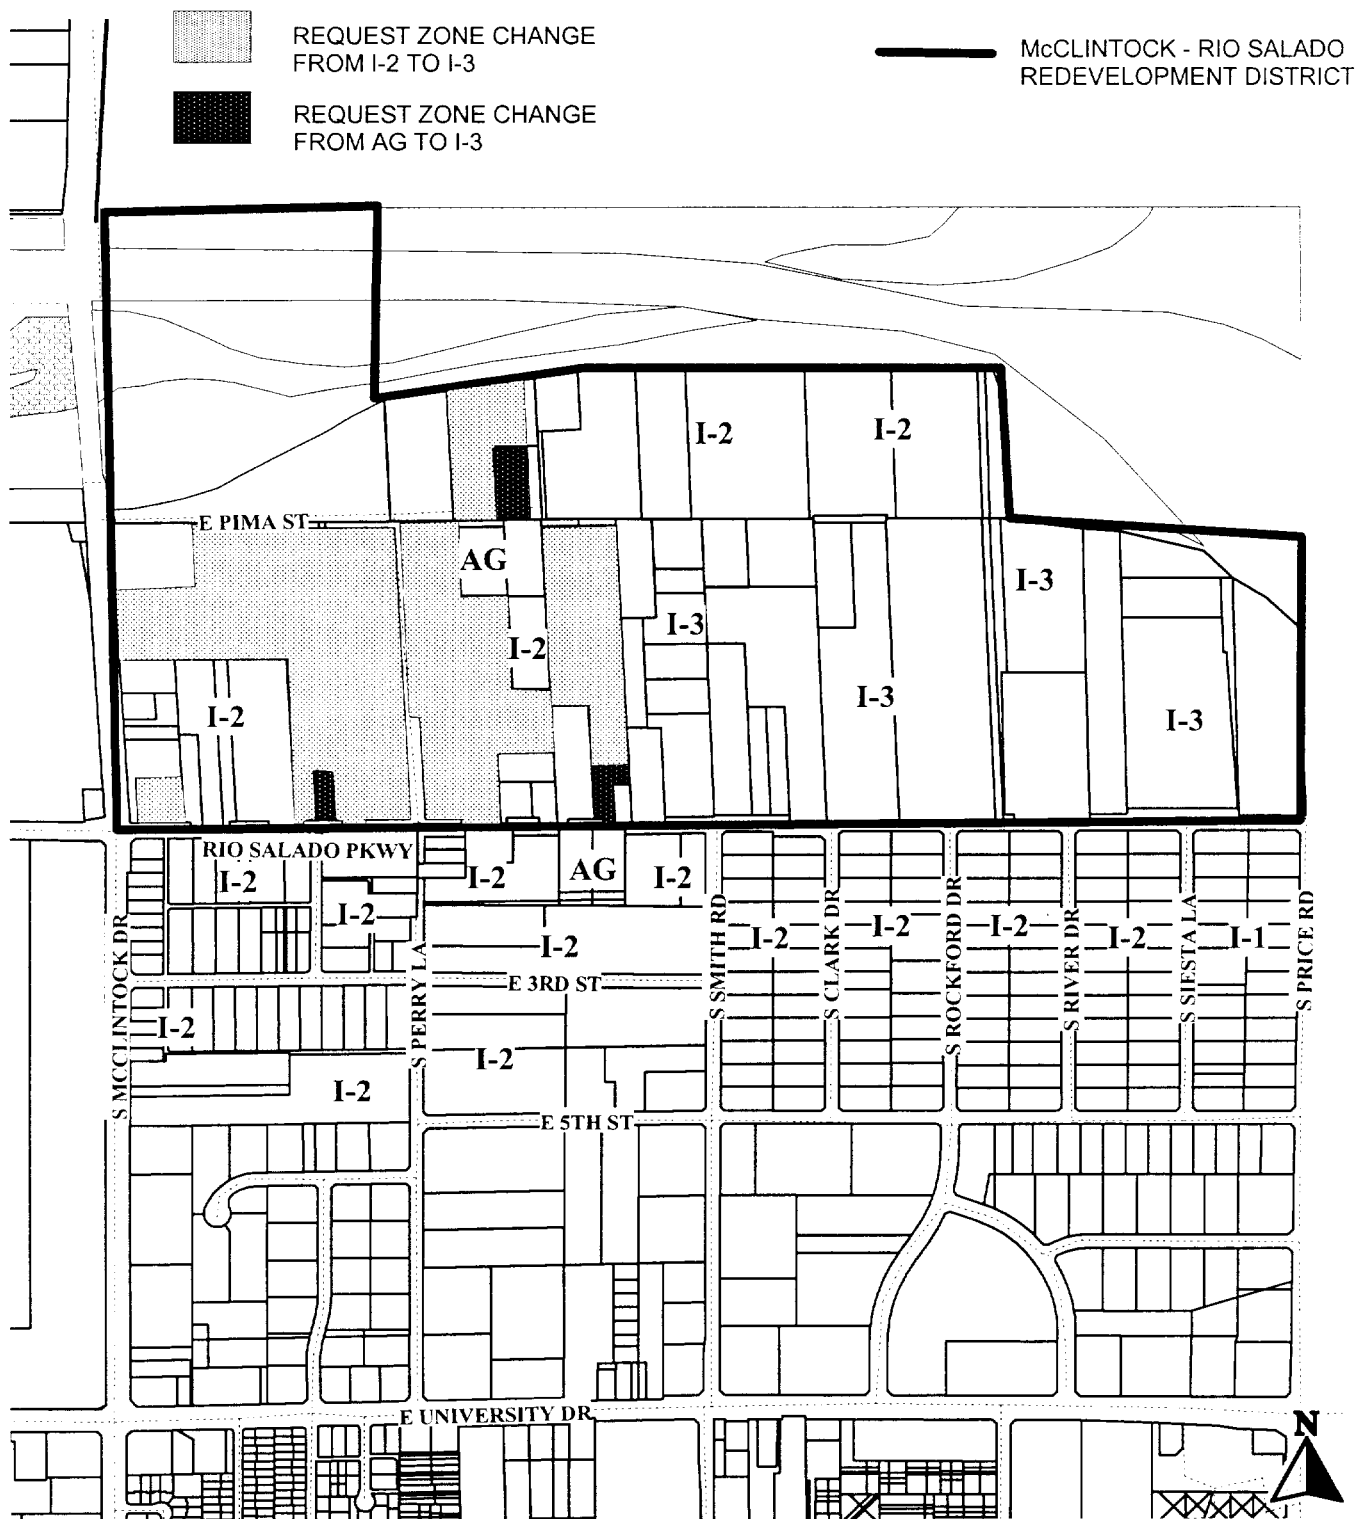 REQUEST ZONE CHANGE
FROM I-2 TO I-3
McCLINTOCK - RIO SALADO
REDEVELOPMENT DISTRICT
REQUEST ZONE CHANGE
FROM AG TO I-3
I-2
I-2
E PIMA ST
AG
I-3
I-3
I-2
I-3
I-2
I-3
RIO SALADO PKWY
I-2
I-2
AG
I-2
I-2
I-2
I-2
I-2
I-2
I-2
I-1
S MCCLINTOCK DR
S PERRY LA
S SMITH RD
S CLARK DR
S ROCKFORD DR
S RIVER DR
S SIESTA LA
S PRICE RD
E 3RD ST
I-2
I-2
I-2
E 5TH ST
E UNIVERSITY DR
N